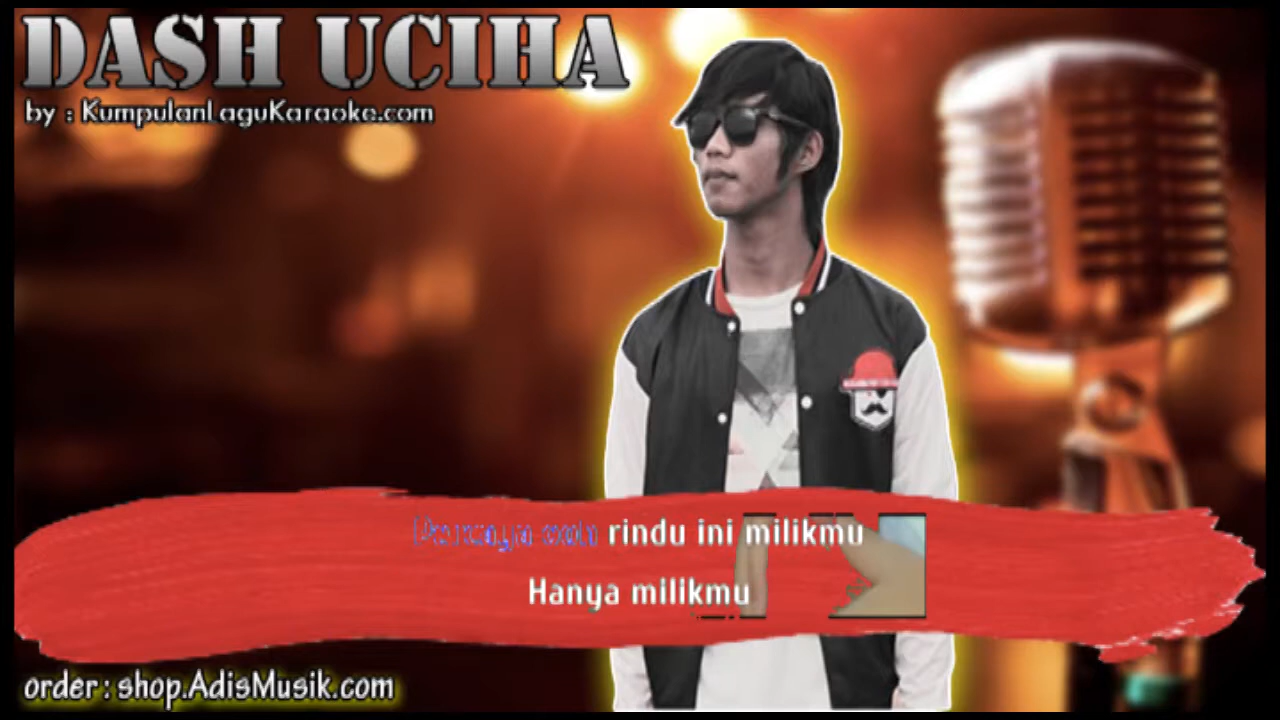 DASH UCIHA
by : KumpulanLaguKaraoke.com
rindu ini milikmu
Hanya milikmu
order : shop.AdisMusik.com